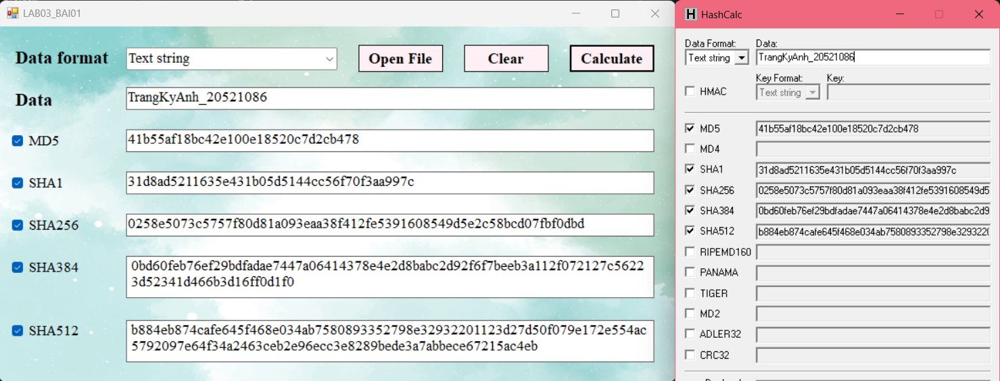 LAB03_BAI01
Data format
Text string
Open File
Clear
Calculate
Data
TrangKyAnh_20521086
MD5
41b55af18bc42e100e18520c7d2cb478
SHA1
31d8ad5211635e431b05d5144cc56f70f3aa997c
SHA256
0258e5073c5757f80d81a093eaa38f412fe5391608549d5e2c58bcd07fbf0dbd
SHA384
0bd60feb76ef29bdfadae7447a06414378e4e2d8babc2d92f6f7beeb3a112f072127c5622
3d52341d466b3d16ff0d1f0
SHA512
b884eb874cafe645f468e034ab7580893352798e32932201123d27d50f079e172e554ac
5792097e64f34a2463ceb2e96ecc3e8289bede3a7abbece67215ac4eb
H HashCalc
Data Format:
Data:
Text string
TrangKyAnh_20521086
Key Format:
Key:
HMAC
Text string
MD5
41b55af18bc42e100e18520c7d2cb478
MD4
SHA1
31d8ad5211635e431b05d5144cc56f70f3aa997c
SHA256
0258e5073c5757f80d81a093eaa38f412fe5391608549d5
SHA384
0bd60feb76ef29bdfadae7447a06414378e4e2d8babc2d9
SHA512
b884eb874cafe645f468e034ab7580893352798e3293220
RIPEMD160
PANAMA
TIGER
MD2
ADLER32
CRC32